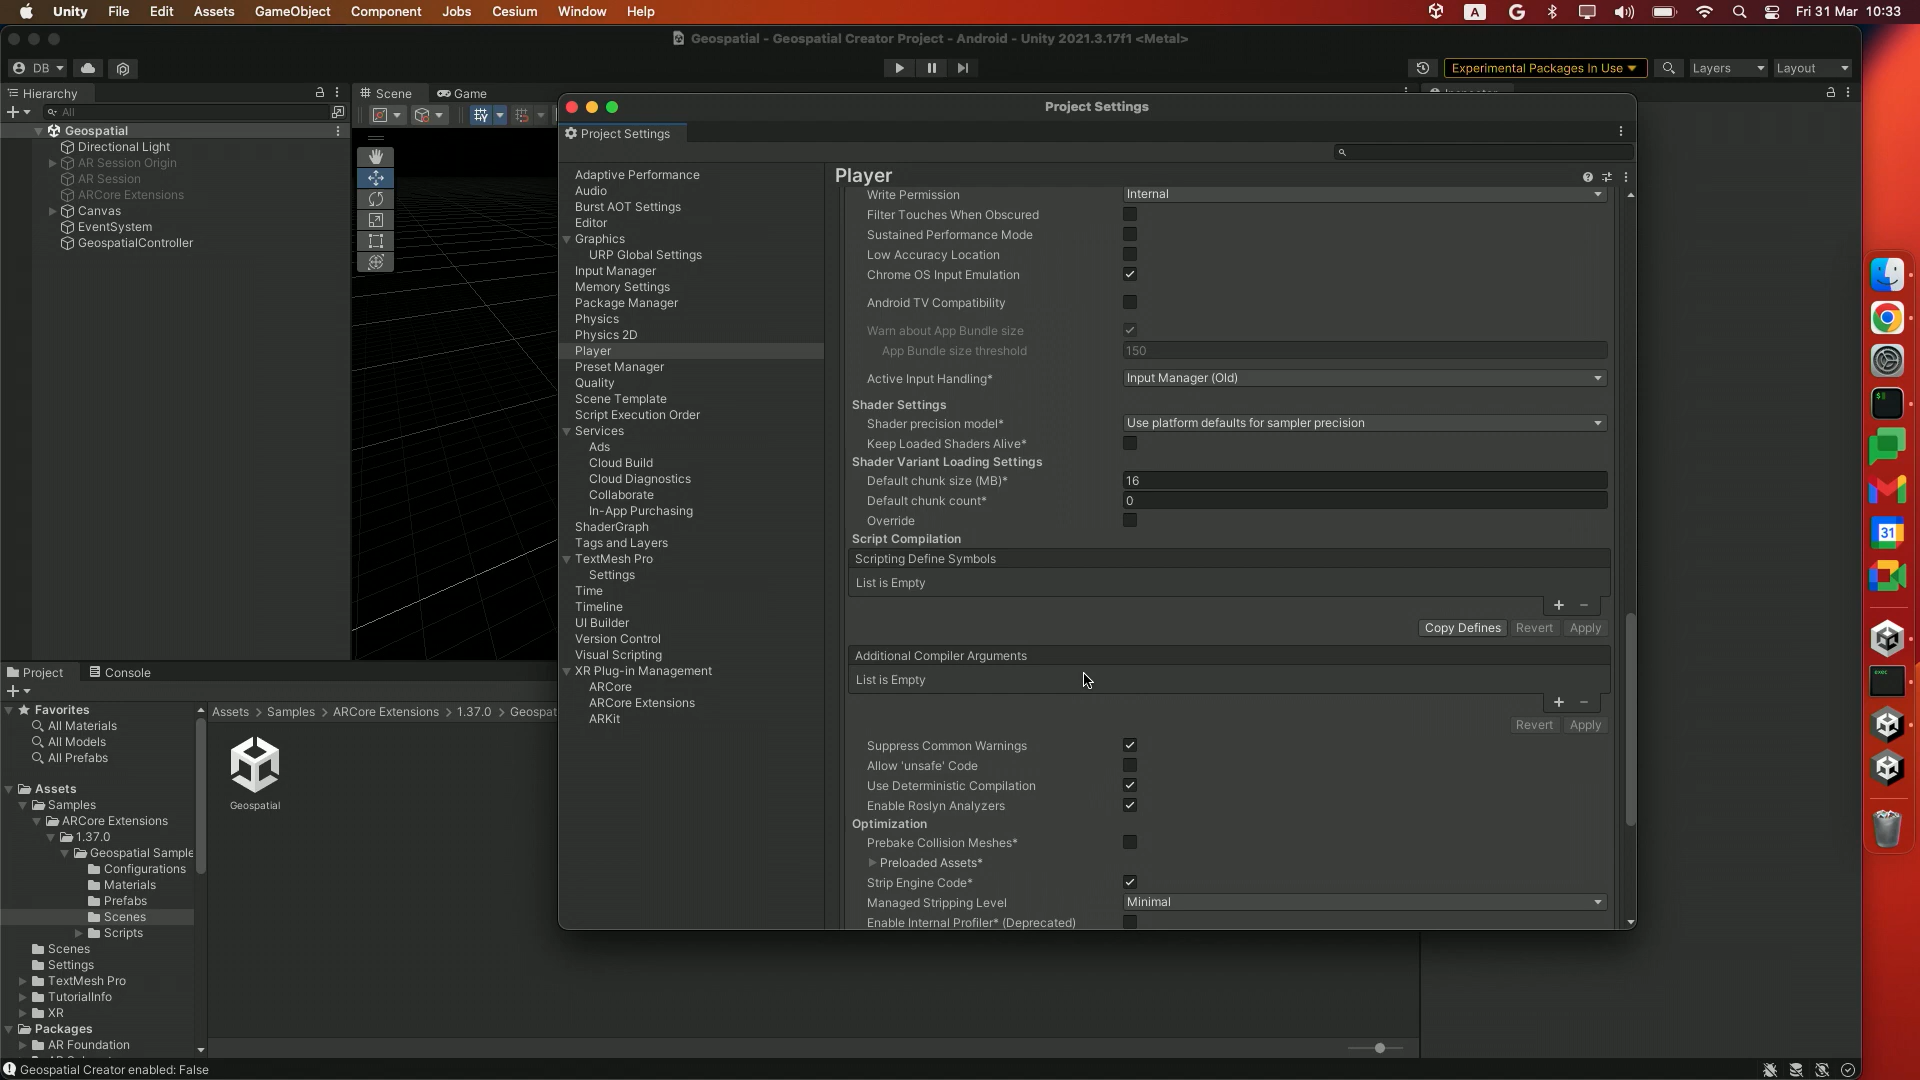 Unity File Edit Assets GameObject Component Jobs Cesium Window Help
A Fri 31 Mar 10:33
Geospatial - Geospatial Creator Project - Android - Unity 2021.3.17f1 <Metal>
DB
Experimental Packages In Use
Layers
Layout
Hierarchy
All
Geospatial
Directional Light
AR Session Origin
AR Session
ARCore Extensions
Canvas
EventSystem
GeospatialController
Scene
Game
Project Settings
Project Settings
Adaptive Performance
Audio
Burst AOT Settings
Editor
Graphics
URP Global Settings
Input Manager
Memory Settings
Package Manager
Physics
Physics 2D
Player
Preset Manager
Quality
Scene Template
Script Execution Order
Services
Ads
Cloud Build
Cloud Diagnostics
Collaborate
In-App Purchasing
ShaderGraph
Tags and Layers
TextMesh Pro
Settings
Time
Timeline
UI Builder
Version Control
Visual Scripting
XR Plug-in Management
ARCore
ARCore Extensions
ARKit
Player
Write Permission Internal
Filter Touches When Obscured
Sustained Performance Mode
Low Accuracy Location
Chrome OS Input Emulation
Android TV Compatibility
Warn about App Bundle size
App Bundle size threshold 150
Active Input Handling* Input Manager (Old)
Shader Settings
Shader precision model* Use platform defaults for sampler precision
Keep Loaded Shaders Alive*
Shader Variant Loading Settings
Default chunk size (MB)* 16
Default chunk count* 0
Override
Script Compilation
Scripting Define Symbols
List is Empty
Copy Defines Revert Apply
Additional Compiler Arguments
List is Empty
Revert Apply
Suppress Common Warnings
Allow 'unsafe' Code
Use Deterministic Compilation
Enable Roslyn Analyzers
Optimization
Prebake Collision Meshes*
Preloaded Assets*
Strip Engine Code*
Managed Stripping Level Minimal
Enable Internal Profiler* (Deprecated)
Project
Console
Favorites
All Materials
All Models
All Prefabs
Assets
Samples
ARCore Extensions
1.37.0
Geospatial Sample
Configurations
Materials
Prefabs
Scenes
Scripts
Scenes
Settings
TextMesh Pro
TutorialInfo
XR
Packages
AR Foundation
Assets > Samples > ARCore Extensions > 1.37.0 > Geospat
Geospatial
31
Geospatial Creator enabled: False